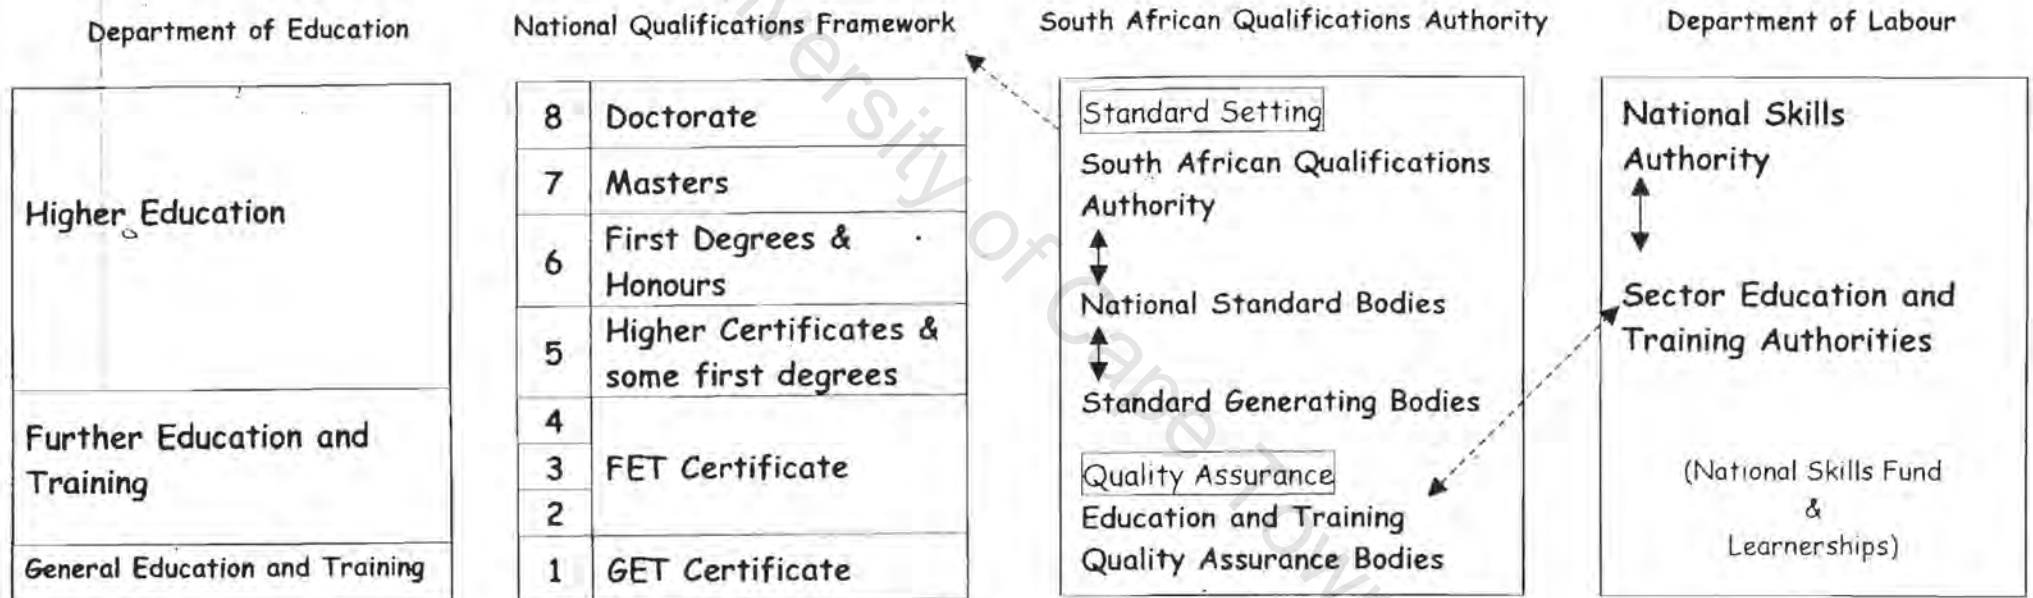 Department of Education
Higher Education
Further Education and
Training
General Education and Training
National Qualifications Framework
8 Doctorate
7 Masters
6 First Degrees &
Honours
5 Higher Certificates &
some first degrees
4
3 FET Certificate
2
1 GET Certificate
South African Qualifications Authority
Standard Setting
South African Qualifications
Authority
National Standard Bodies
Standard Generating Bodies
Quality Assurance
Education and Training
Quality Assurance Bodies
Department of Labour
National Skills
Authority
Sector Education and
Training Authorities
(National Skills Fund
&
Learnerships)
versity of Cape Tow